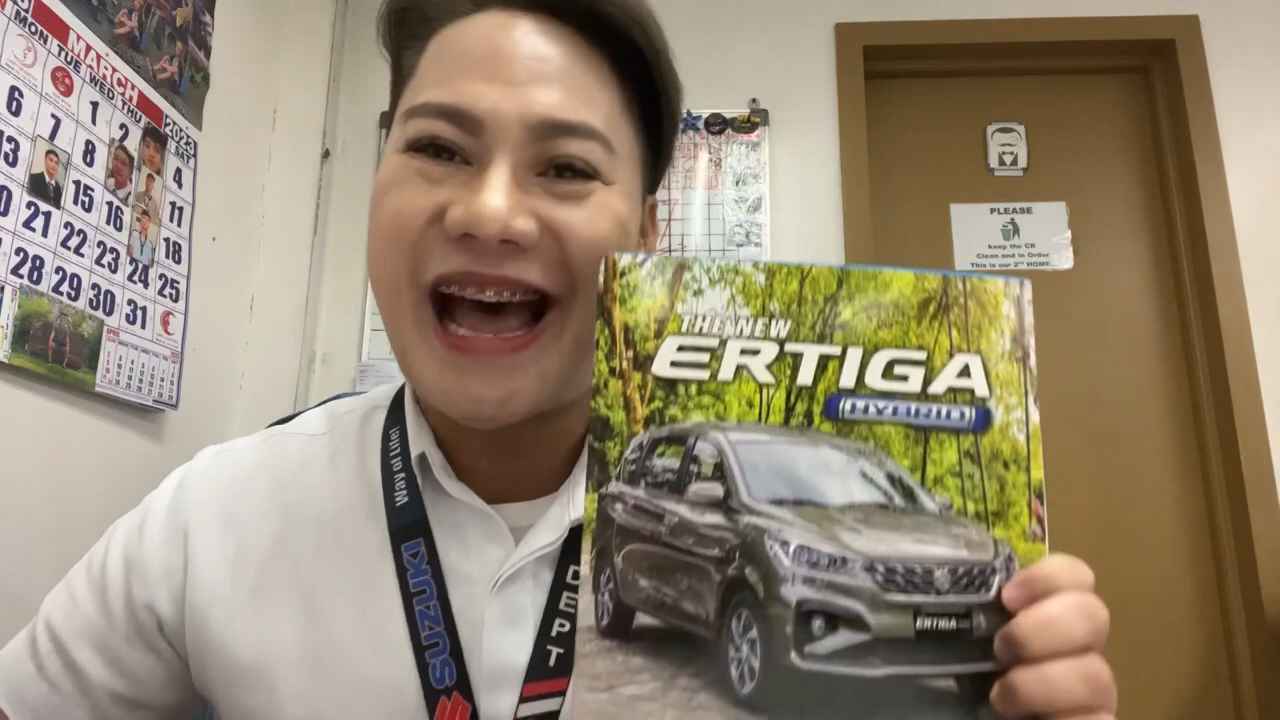 MON TUE WED THU SAT
MARCH
2023
1 2 4
6 7 8 11
13 15 16 18
21 22 23 24 25
28 29 30 31
APRIL
PLEASE
keep the CR
Clean and in Order
This is our 2nd HOME
THE NEW
ERTIGA
HYBRID
ERTIGA
Way of Life!
SUZUKI
DEPT